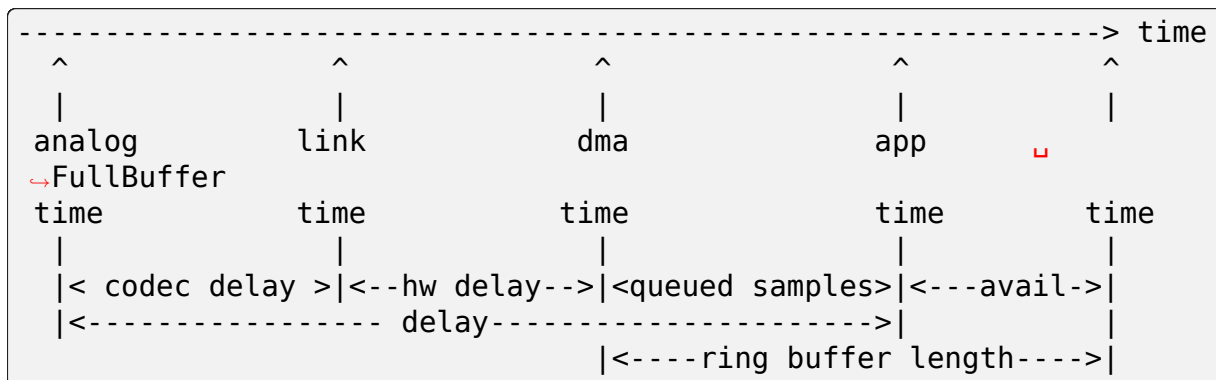 --------------------------------------------------------------> time
^ ^ ^ ^ ^
| | | | |
analog link dma app ␣
↪FullBuffer
time time time time time
| | | | |
|< codec delay >|<--hw delay-->|<queued samples>|<---avail->|
|<----------------- delay---------------------->| |
|<----ring buffer length---->|